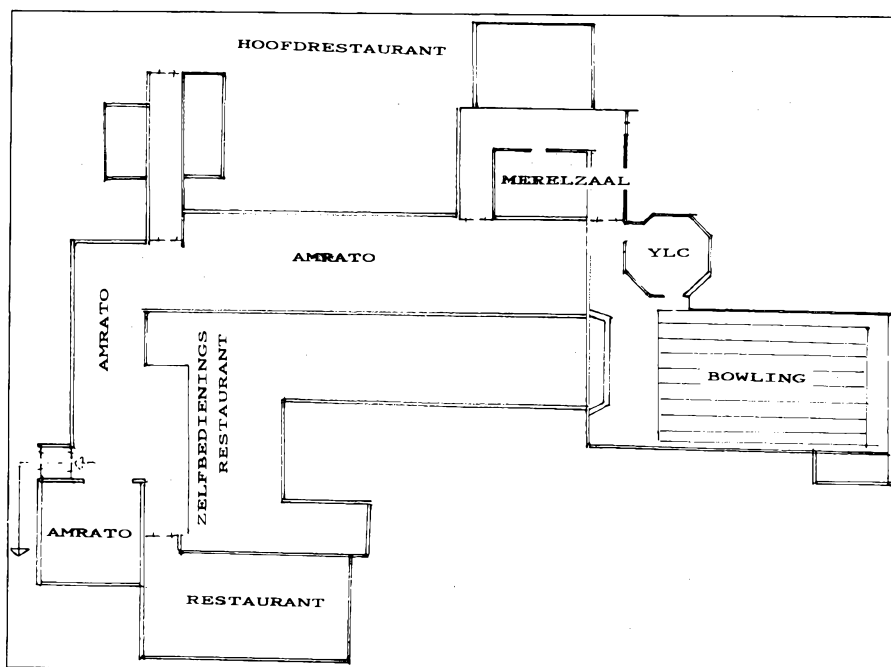 HOOFDRESTAURANT
MERELZAAL
AMRATO
YLC
AMRATO
ZELFBEDIENINGS
RESTAURANT
BOWLING
AMRATO
RESTAURANT